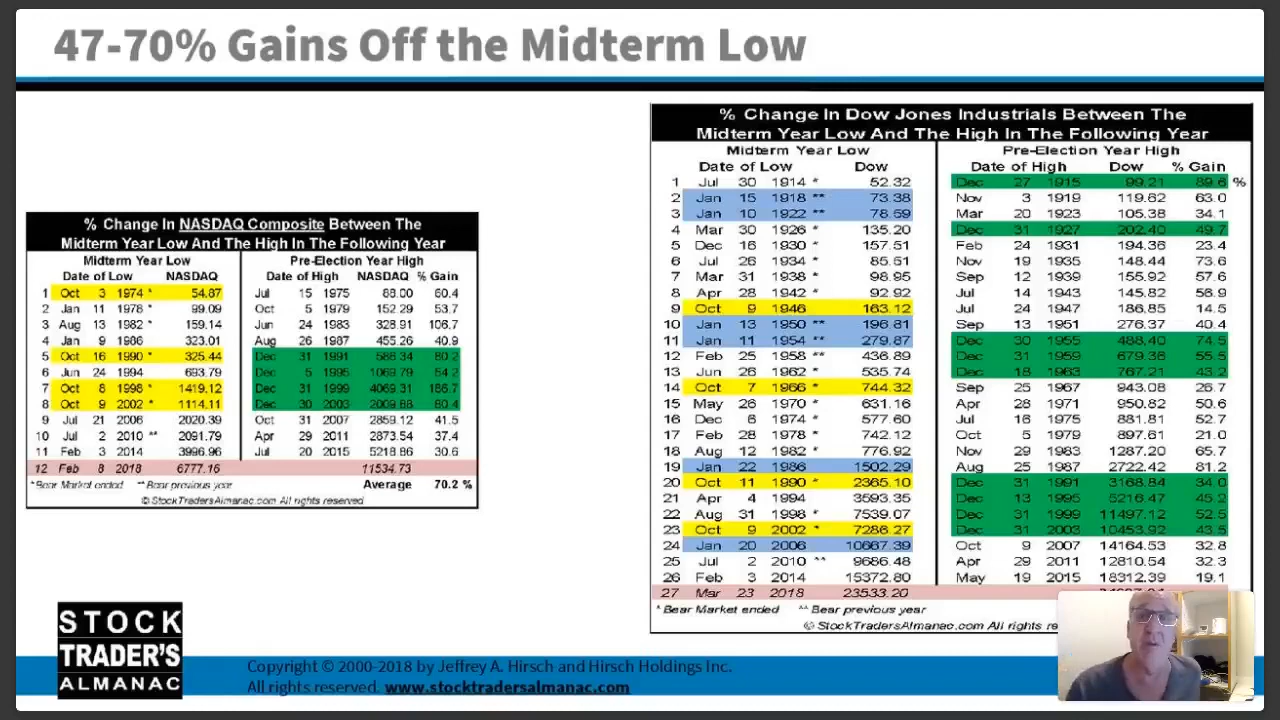 47-70% Gains Off the Midterm Low
% Change In NASDAQ Composite Between The
Midterm Year Low And The High In The Following Year
Midterm Year Low Pre-Election Year High
Date of Low NASDAQ Date of High NASDAQ % Gain
1 Oct 3 1974 * 54.87 Jul 15 1975 88.00 60.4
2 Jan 11 1978 * 99.09 Oct 5 1979 152.29 53.7
3 Aug 13 1982 * 159.14 Jun 24 1983 328.91 106.7
4 Jan 9 1986 323.01 Aug 26 1987 455.26 40.9
5 Oct 16 1990 * 325.44 Dec 31 1991 586.34 80.2
6 Jun 24 1994 693.79 Dec 5 1995 1069.79 54.2
7 Oct 8 1998 * 1419.12 Dec 31 1999 4069.31 186.7
8 Oct 9 2002 * 1114.11 Dec 30 2003 2009.88 80.4
9 Jul 21 2006 2020.39 Oct 31 2007 2859.12 41.5
10 Jul 2 2010 ** 2091.79 Apr 29 2011 2873.54 37.4
11 Feb 3 2014 3996.96 Jul 20 2015 5218.86 30.6
12 Feb 8 2018 6777.16 11534.73
*Bear Market ended **Bear previous year Average 70.2 %
© StockTradersAlmanac.com All rights reserved
% Change In Dow Jones Industrials Between The
Midterm Year Low And The High In The Following Year
Midterm Year Low Pre-Election Year High
Date of Low Dow Date of High Dow % Gain
1 Jul 30 1914 * 52.32 Dec 27 1915 99.21 89.6 %
2 Jan 15 1918 ** 73.38 Nov 3 1919 119.62 63.0
3 Jan 10 1922 ** 78.59 Mar 20 1923 105.38 34.1
4 Mar 30 1926 * 135.20 Dec 31 1927 202.40 49.7
5 Dec 16 1930 * 157.51 Feb 24 1931 194.36 23.4
6 Jul 26 1934 * 85.51 Nov 19 1935 148.44 73.6
7 Mar 31 1938 * 98.95 Sep 12 1939 155.92 57.6
8 Apr 28 1942 * 92.92 Jul 14 1943 145.82 56.9
9 Oct 9 1946 163.12 Jul 24 1947 186.85 14.5
10 Jan 13 1950 ** 196.81 Sep 13 1951 276.37 40.4
11 Jan 11 1954 ** 279.87 Dec 30 1955 488.40 74.5
12 Feb 25 1958 ** 436.89 Dec 31 1959 679.36 55.5
13 Jun 26 1962 * 535.74 Dec 18 1963 767.21 43.2
14 Oct 7 1966 * 744.32 Sep 25 1967 943.08 26.7
15 May 26 1970 * 631.16 Apr 28 1971 950.82 50.6
16 Dec 6 1974 * 577.60 Jul 16 1975 881.81 52.7
17 Feb 28 1978 * 742.12 Oct 5 1979 897.61 21.0
18 Aug 12 1982 * 776.92 Nov 29 1983 1287.20 65.7
19 Jan 22 1986 1502.29 Aug 25 1987 2722.42 81.2
20 Oct 11 1990 * 2365.10 Dec 31 1991 3168.84 34.0
21 Apr 4 1994 3593.35 Dec 13 1995 5216.47 45.2
22 Aug 31 1998 * 7539.07 Dec 31 1999 11497.12 52.5
23 Oct 9 2002 * 7286.27 Dec 31 2003 10453.92 43.5
24 Jan 20 2006 10667.39 Oct 9 2007 14164.53 32.8
25 Jul 2 2010 ** 9686.48 Apr 29 2011 12810.54 32.3
26 Feb 3 2014 15372.80 May 19 2015 18312.39 19.1
27 Mar 23 2018 23533.20
* Bear Market ended ** Bear previous year
© StockTradersAlmanac.com All rights re
STOCK
TRADER'S
ALMANAC
Copyright © 2000-2018 by Jeffrey A. Hirsch and Hirsch Holdings Inc.
All rights reserved. www.stocktradersalmanac.com